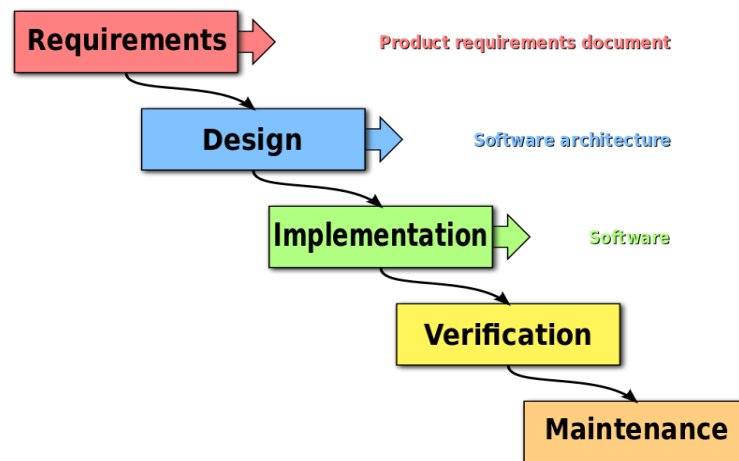 Requirements
Product requirements document
Design
Software architecture
Implementation
Software
Verification
Maintenance